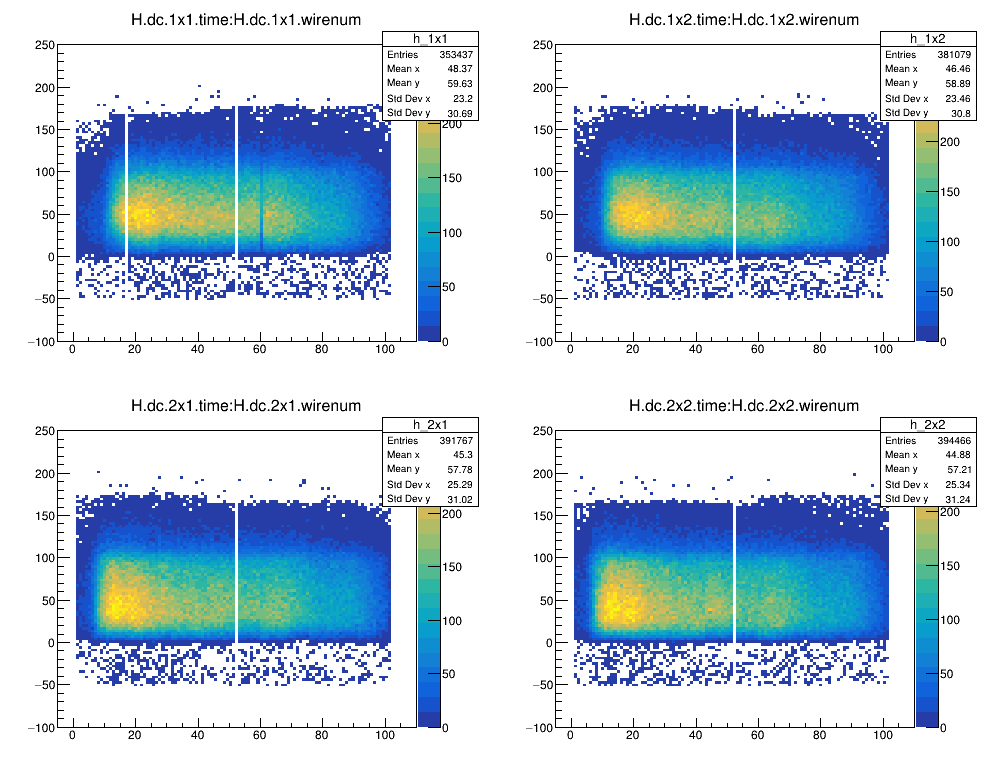 H.dc.1x1.time:H.dc.1x1.wirenum
h_1x1
Entries 353437
Mean x 48.37
Mean y 59.63
Std Dev x 23.2
Std Dev y 30.69
250
200
150
100
50
0
−50
−100
0 20 40 60 80 100
200
150
100
50
0
H.dc.1x2.time:H.dc.1x2.wirenum
h_1x2
Entries 381079
Mean x 46.46
Mean y 58.89
Std Dev x 23.46
Std Dev y 30.8
250
200
150
100
50
0
−50
−100
0 20 40 60 80 100
200
150
100
50
0
H.dc.2x1.time:H.dc.2x1.wirenum
h_2x1
Entries 391767
Mean x 45.3
Mean y 57.78
Std Dev x 25.29
Std Dev y 31.02
250
200
150
100
50
0
−50
−100
0 20 40 60 80 100
200
150
100
50
0
H.dc.2x2.time:H.dc.2x2.wirenum
h_2x2
Entries 394466
Mean x 44.88
Mean y 57.21
Std Dev x 25.34
Std Dev y 31.24
250
200
150
100
50
0
−50
−100
0 20 40 60 80 100
200
150
100
50
0